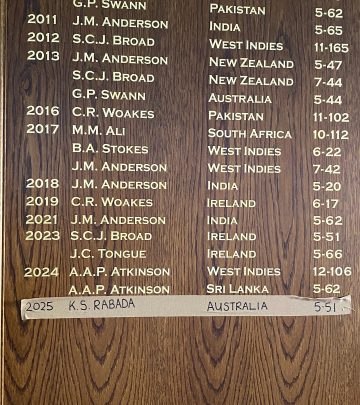 G.P. SWANN PAKISTAN 5-62
2011 J.M. ANDERSON INDIA 5-65
2012 S.C.J. BROAD WEST INDIES 11-165
2013 J.M. ANDERSON NEW ZEALAND 5-47
S.C.J. BROAD NEW ZEALAND 7-44
G.P. SWANN AUSTRALIA 5-44
2016 C.R. WOAKES PAKISTAN 11-102
2017 M.M. ALI SOUTH AFRICA 10-112
B.A. STOKES WEST INDIES 6-22
J.M. ANDERSON WEST INDIES 7-42
2018 J.M. ANDERSON INDIA 5-20
2019 C.R. WOAKES IRELAND 6-17
2021 J.M. ANDERSON INDIA 5-62
2023 S.C.J. BROAD IRELAND 5-51
J.C. TONGUE IRELAND 5-66
2024 A.A.P. ATKINSON WEST INDIES 12-106
A.A.P. ATKINSON SRI LANKA 5-62
2025 K.S. RABADA AUSTRALIA 5-51